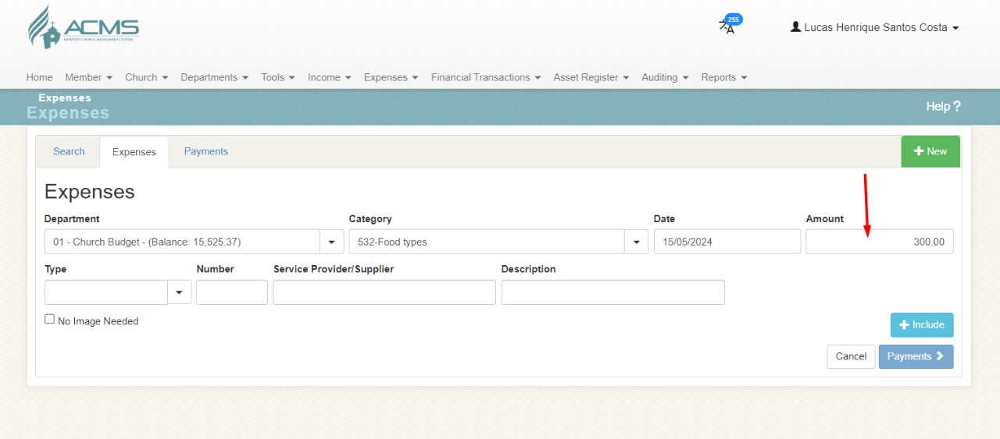 ACMS
ADVENTIST CHURCH MANAGEMENT SYSTEM
255
Lucas Henrique Santos Costa
Home Member Church Departments Tools Income Expenses Financial Transactions Asset Register Auditing Reports
Expenses
Expenses
Help ?
Search Expenses Payments + New
Expenses
Department Category Date Amount
01 - Church Budget - (Balance: 15,525.37) 532-Food types 15/05/2024 300.00
Type Number Service Provider/Supplier Description
No Image Needed
+ Include
Cancel Payments